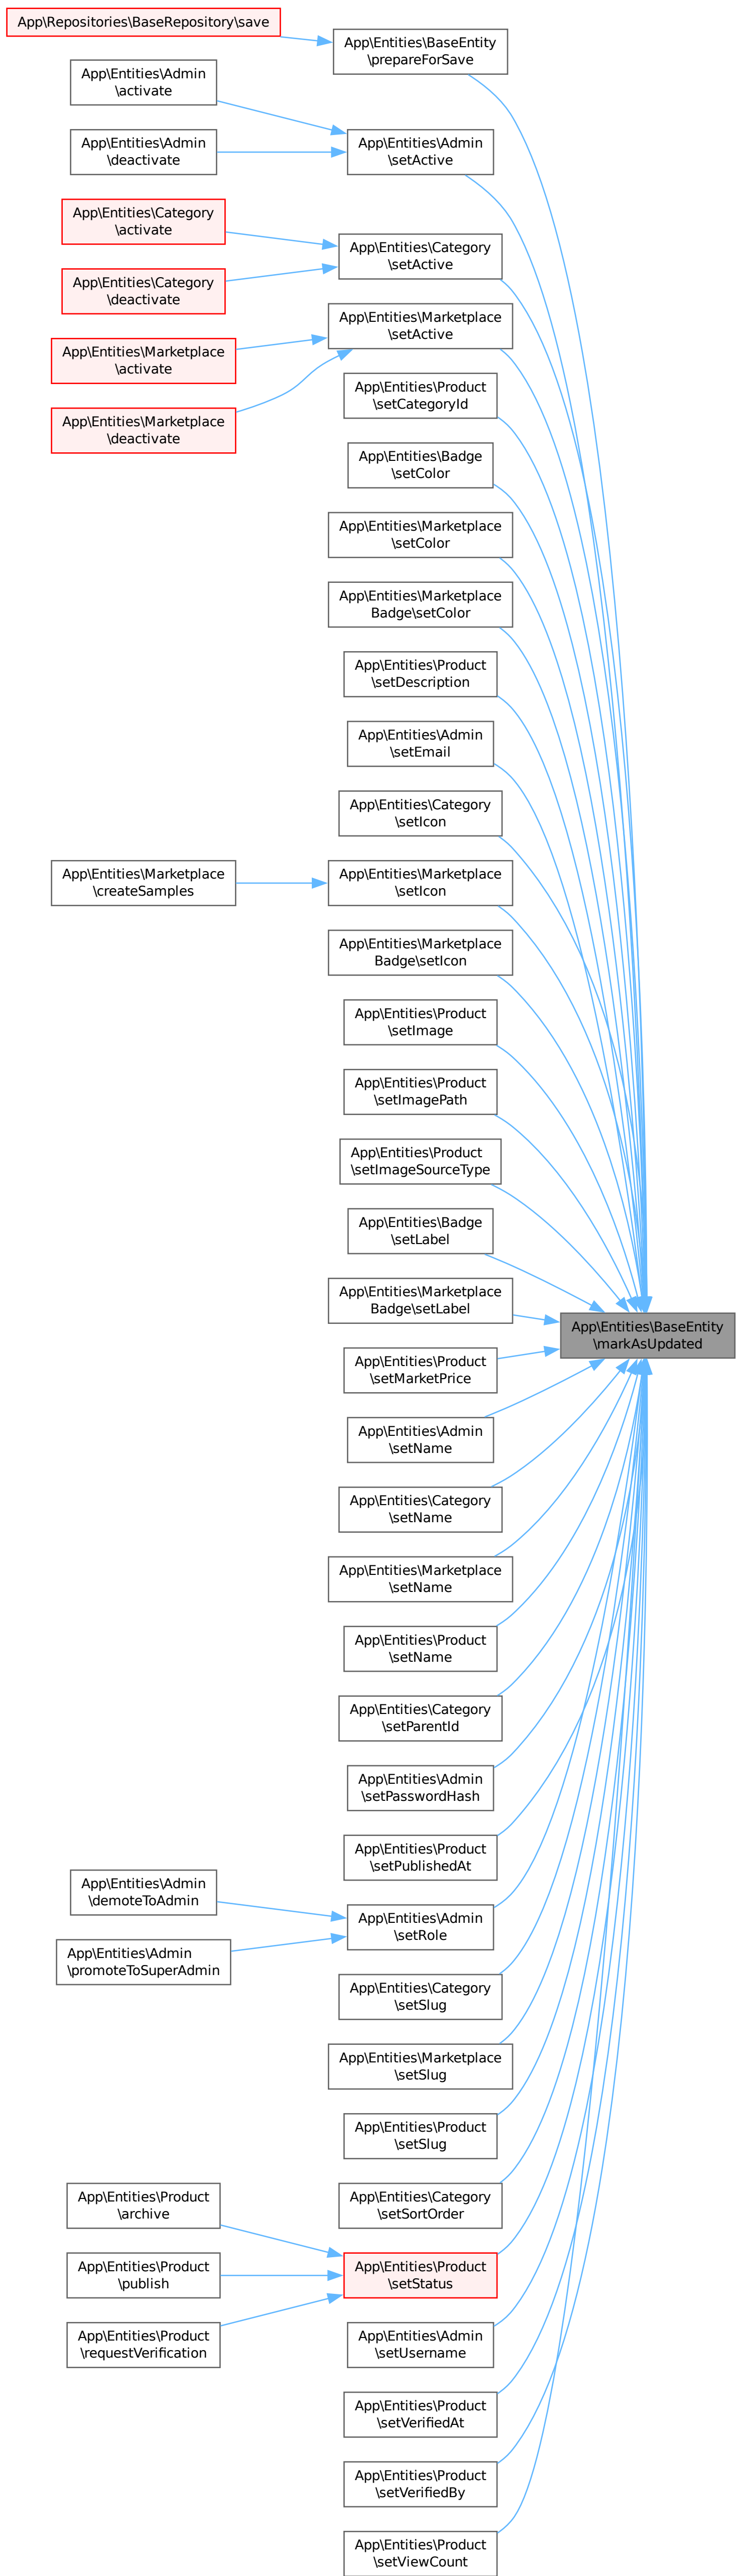 App\Repositories\BaseRepository\save
App\Entities\BaseEntity
\prepareForSave
App\Entities\Admin
\activate
App\Entities\Admin
\deactivate
App\Entities\Admin
\setActive
App\Entities\Category
\activate
App\Entities\Category
\deactivate
App\Entities\Category
\setActive
App\Entities\Marketplace
\setActive
App\Entities\Marketplace
\activate
App\Entities\Marketplace
\deactivate
App\Entities\Product
\setCategoryId
App\Entities\Badge
\setColor
App\Entities\Marketplace
\setColor
App\Entities\Marketplace
Badge\setColor
App\Entities\Product
\setDescription
App\Entities\Admin
\setEmail
App\Entities\Category
\setIcon
App\Entities\Marketplace
\createSamples
App\Entities\Marketplace
\setIcon
App\Entities\Marketplace
Badge\setIcon
App\Entities\Product
\setImage
App\Entities\Product
\setImagePath
App\Entities\Product
\setImageSourceType
App\Entities\Badge
\setLabel
App\Entities\Marketplace
Badge\setLabel
App\Entities\BaseEntity
\markAsUpdated
App\Entities\Product
\setMarketPrice
App\Entities\Admin
\setName
App\Entities\Category
\setName
App\Entities\Marketplace
\setName
App\Entities\Product
\setName
App\Entities\Category
\setParentId
App\Entities\Admin
\setPasswordHash
App\Entities\Product
\setPublishedAt
App\Entities\Admin
\demoteToAdmin
App\Entities\Admin
\promoteToSuperAdmin
App\Entities\Admin
\setRole
App\Entities\Category
\setSlug
App\Entities\Marketplace
\setSlug
App\Entities\Product
\setSlug
App\Entities\Category
\setSortOrder
App\Entities\Product
\archive
App\Entities\Product
\publish
App\Entities\Product
\requestVerification
App\Entities\Product
\setStatus
App\Entities\Admin
\setUsername
App\Entities\Product
\setVerifiedAt
App\Entities\Product
\setVerifiedBy
App\Entities\Product
\setViewCount